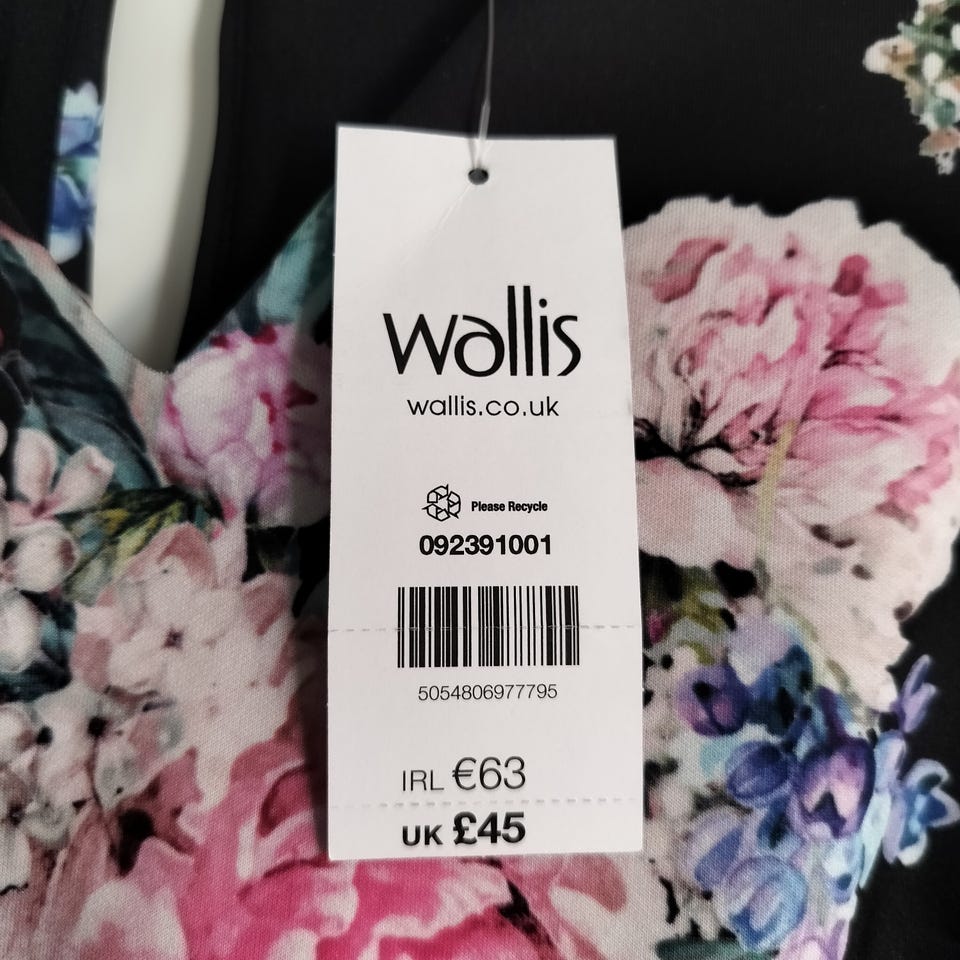 wallis
wallis.co.uk
Please Recycle
092391001
5054806977795
IRL €63
UK £45